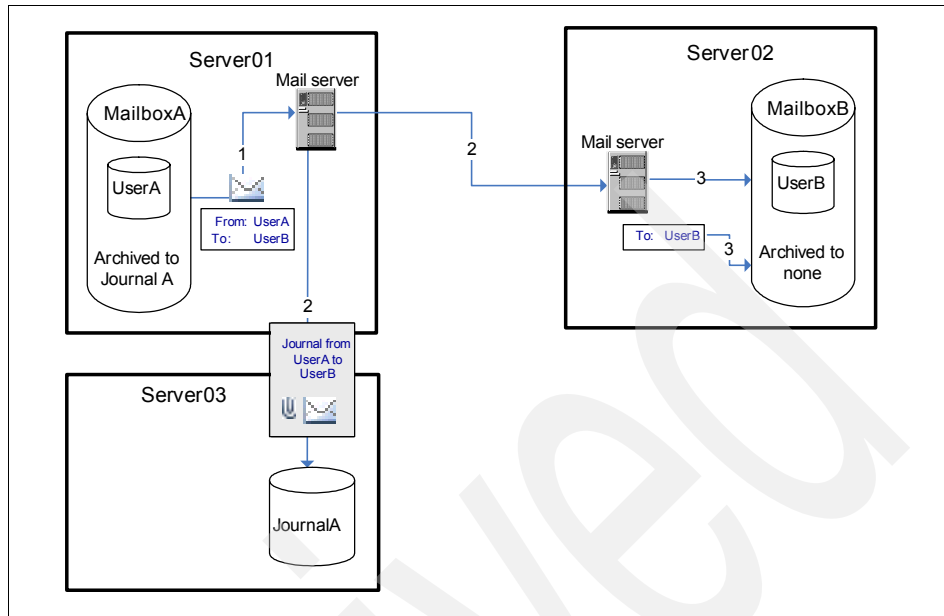 Server01
Mail server
MailboxA
UserA
Archived to
Journal A
1
From: UserA
To: UserB
2
2
Server02
Mail server
MailboxB
UserB
3
To: UserB
3
Archived to
none
Journal from
UserA to
UserB
Server03
JournalA